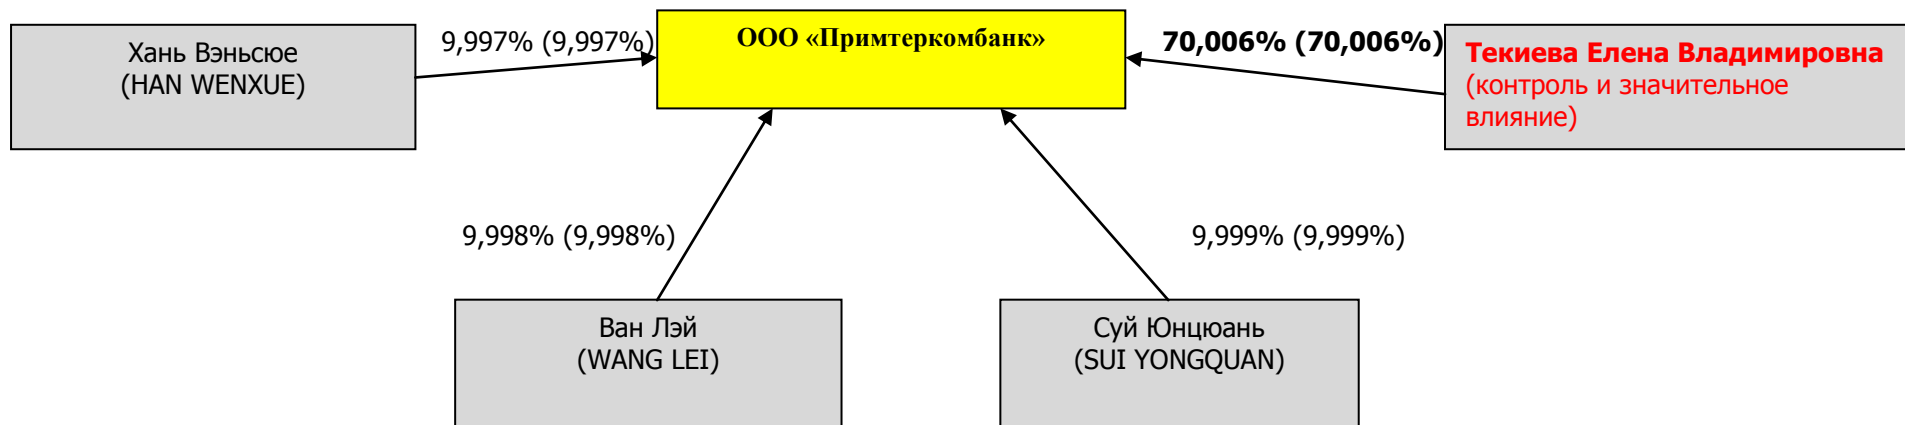 Хань Вэньсюе
(HAN WENXUE)
9,997% (9,997%)
ООО «Примтеркомбанк»
70,006% (70,006%)
Текиева Елена Владимировна
(контроль и значительное
влияние)
9,998% (9,998%)
9,999% (9,999%)
Ван Лэй
(WANG LEI)
Суй Юнцюань
(SUI YONGQUAN)